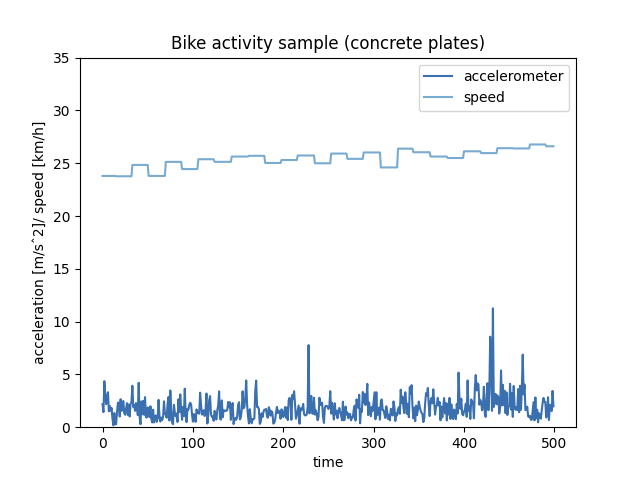 Bike activity sample (concrete plates)
accelerometer
speed
acceleration [m/s^2]/ speed [km/h]
35
30
25
20
15
10
5
0
0 100 200 300 400 500
time